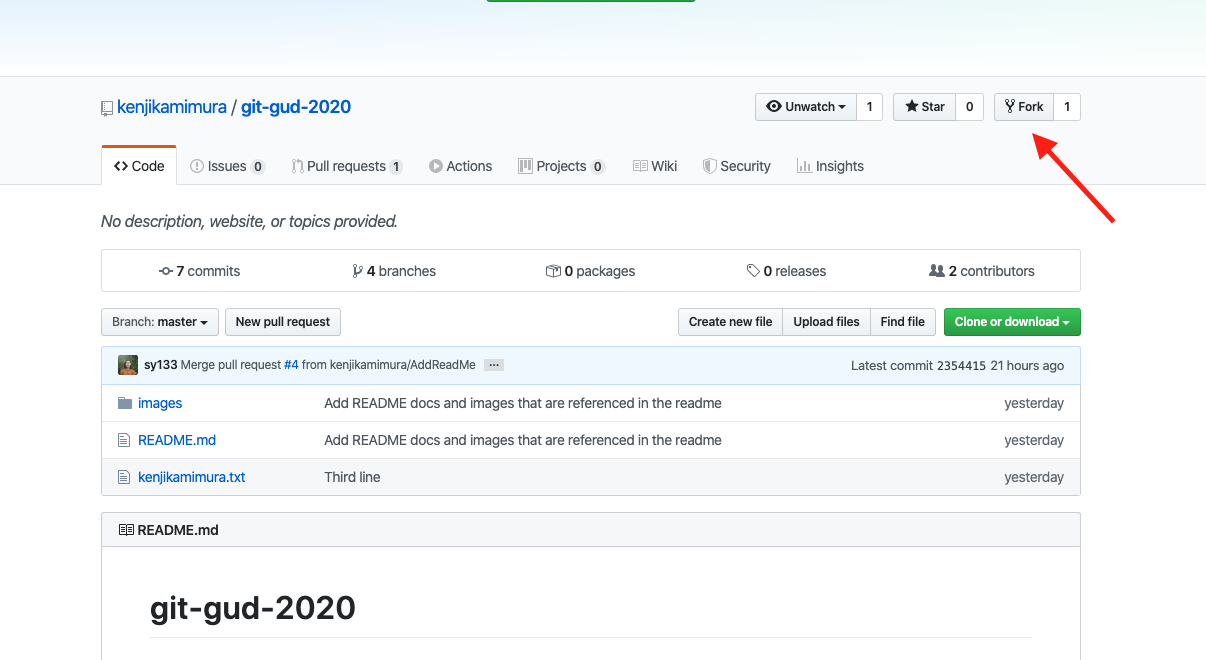 kenjikamimura / git-gud-2020
Unwatch 1 Star 0 Fork 1
Code Issues 0 Pull requests 1 Actions Projects 0 Wiki Security Insights
No description, website, or topics provided.
7 commits 4 branches 0 packages 0 releases 2 contributors
Branch: master New pull request Create new file Upload files Find file Clone or download
sy133 Merge pull request #4 from kenjikamimura/AddReadMe ... Latest commit 2354415 21 hours ago
images Add README docs and images that are referenced in the readme yesterday
README.md Add README docs and images that are referenced in the readme yesterday
kenjikamimura.txt Third line yesterday
README.md
git-gud-2020